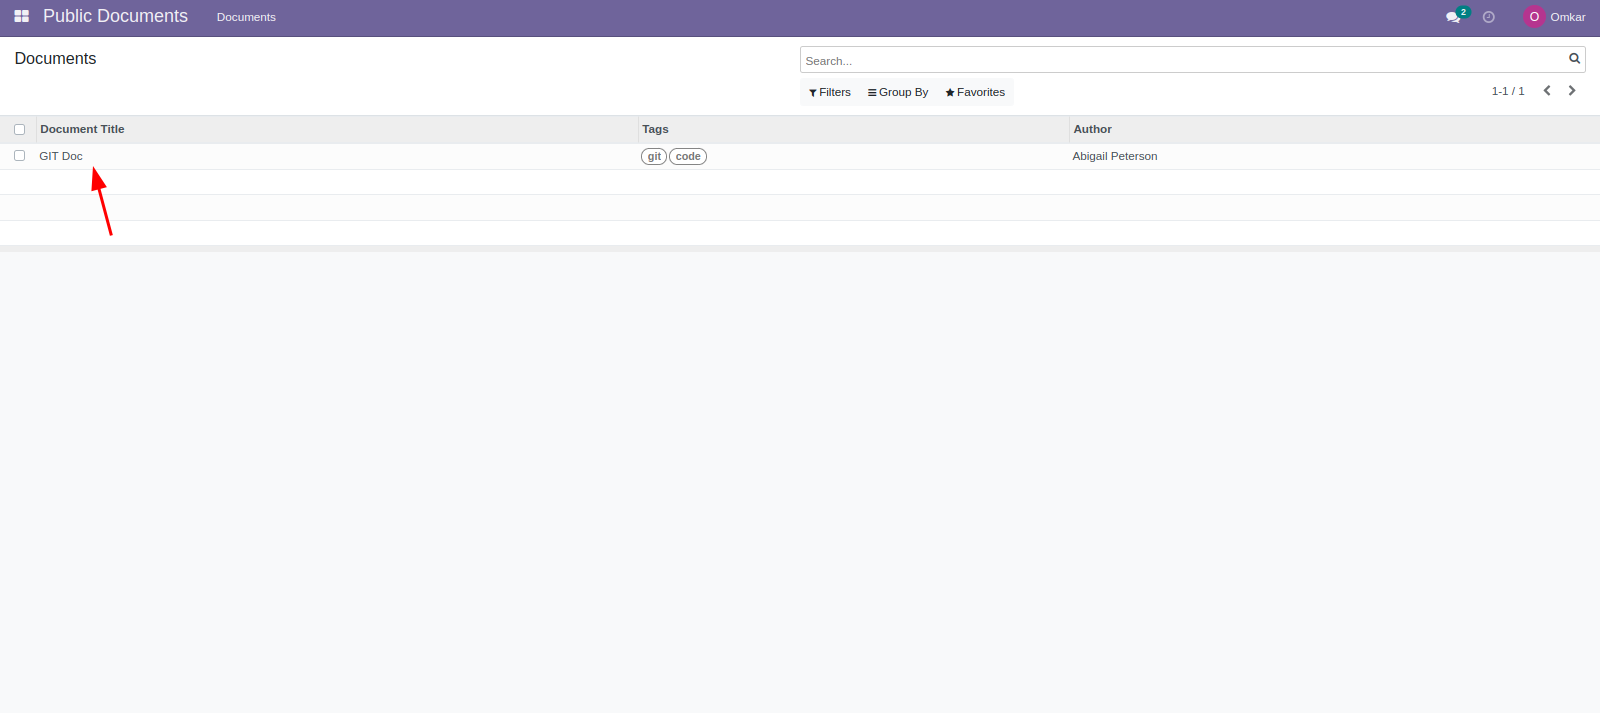 Public Documents Documents 2 O Omkar
Documents
Search...
Filters Group By Favorites 1-1 / 1
Document Title Tags Author
GIT Doc git code Abigail Peterson